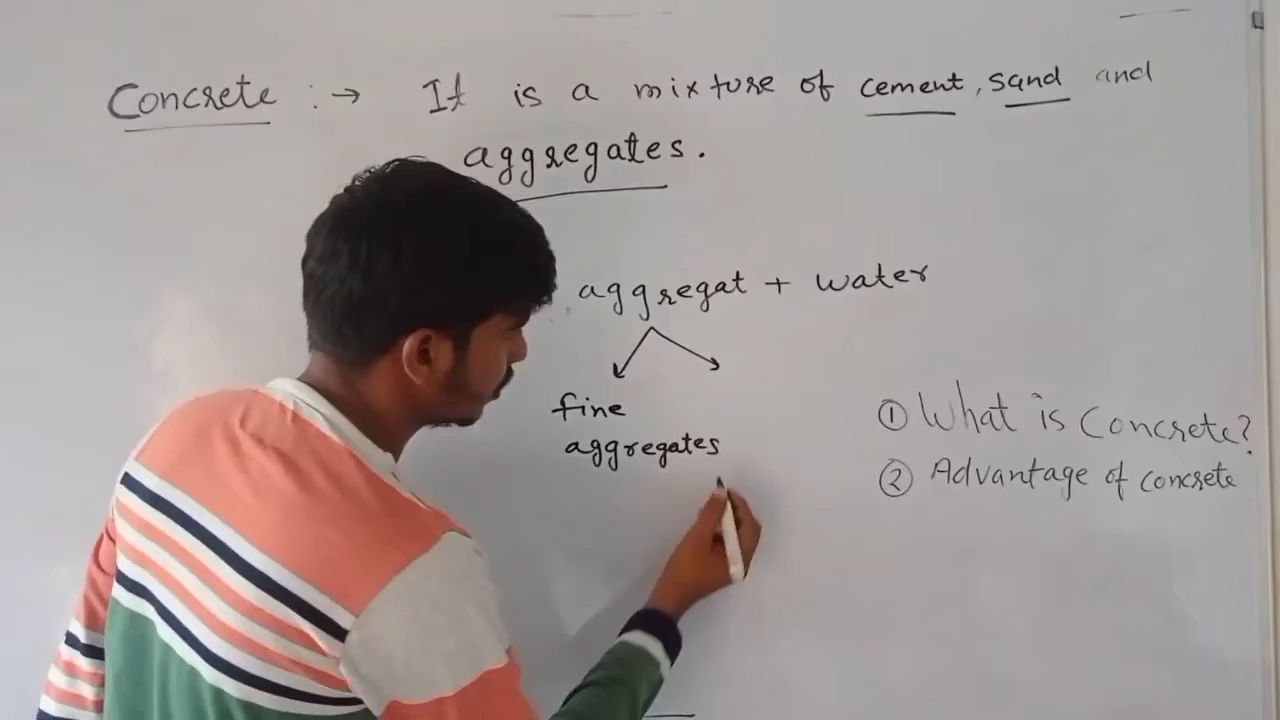 Concrete :→ It is a mixture of cement, sand and
aggregates.
aggregat + water
fine
aggregates
① What is Concrete?
② Advantage of concrete